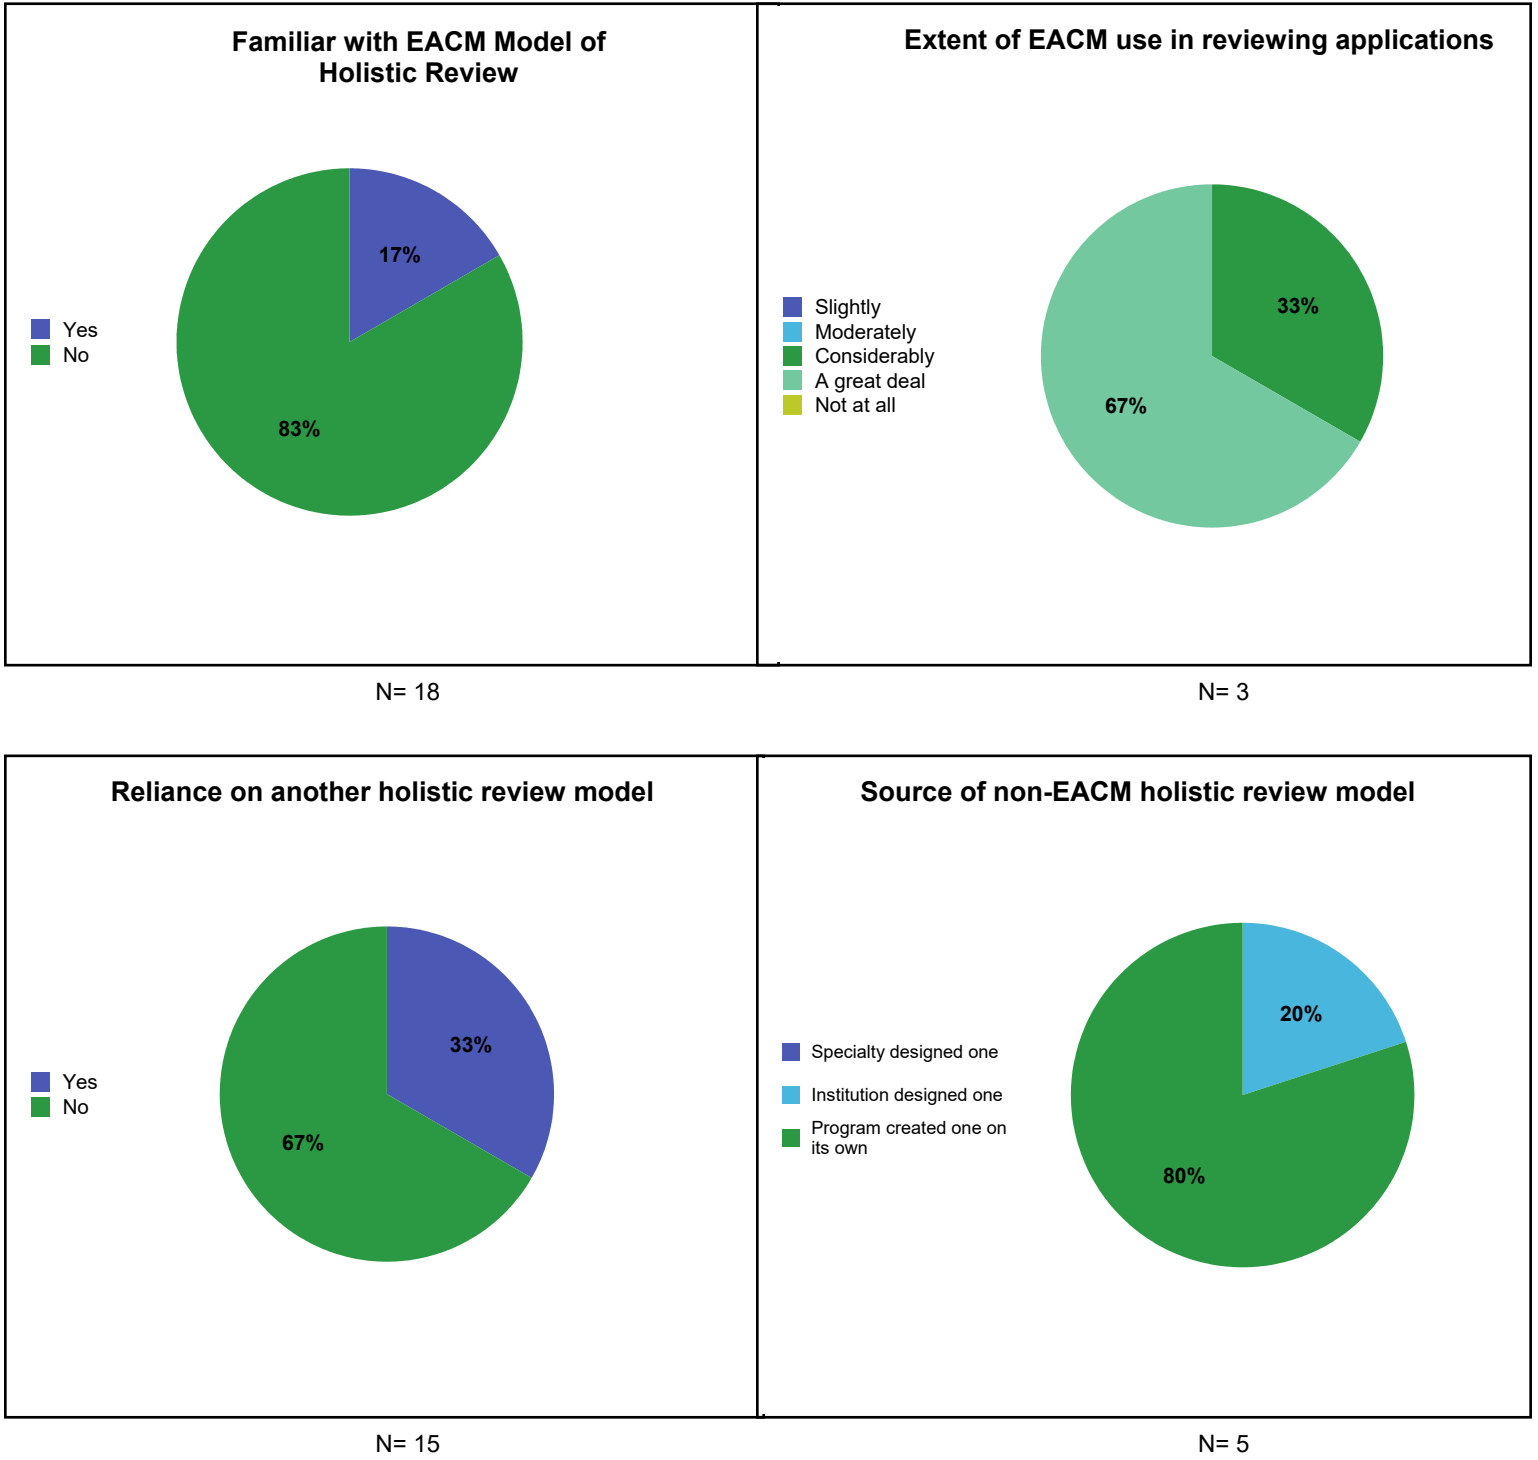 Familiar with EACM Model of
Holistic Review
Yes
No
17%
83%
N= 18
Extent of EACM use in reviewing applications
Slightly
Moderately
Considerably
A great deal
Not at all
33%
67%
N= 3
Reliance on another holistic review model
Yes
No
33%
67%
N= 15
Source of non-EACM holistic review model
Specialty designed one
Institution designed one
Program created one on
its own
20%
80%
N= 5